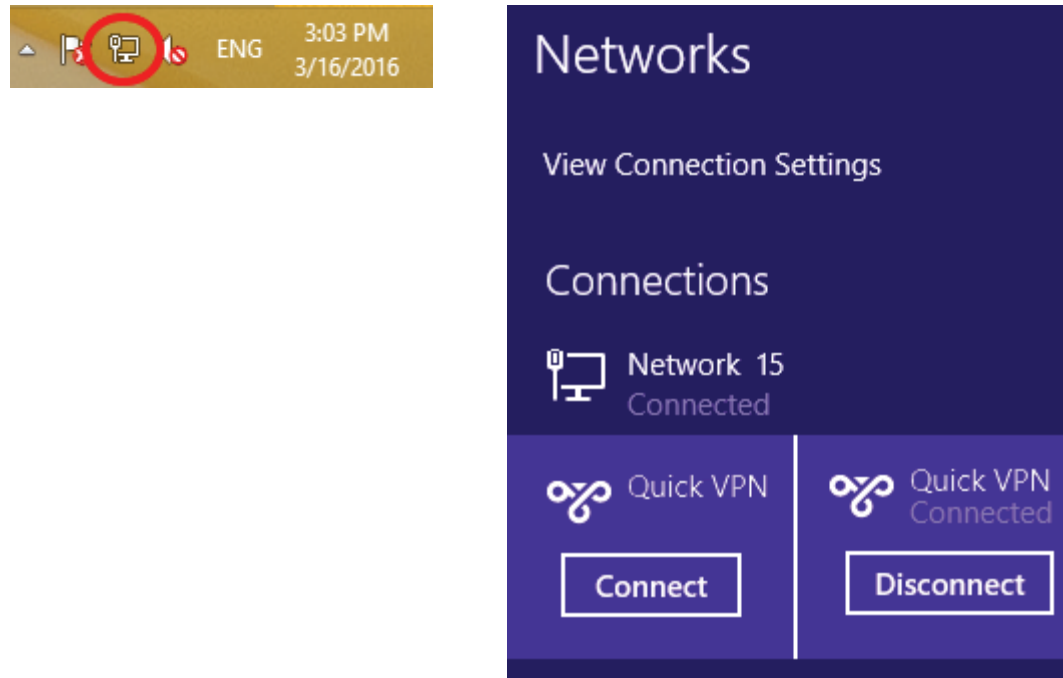 ENG
3:03 PM
3/16/2016
Networks
View Connection Settings
Connections
Network 15
Connected
Quick VPN
Connect
Quick VPN
Connected
Disconnect